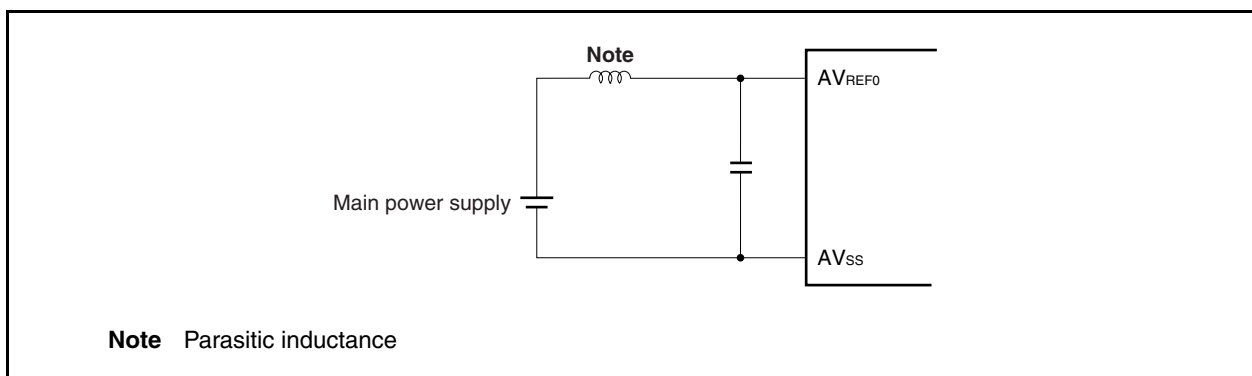 Note
AVREF0
Main power supply
AVSS
Note Parasitic inductance